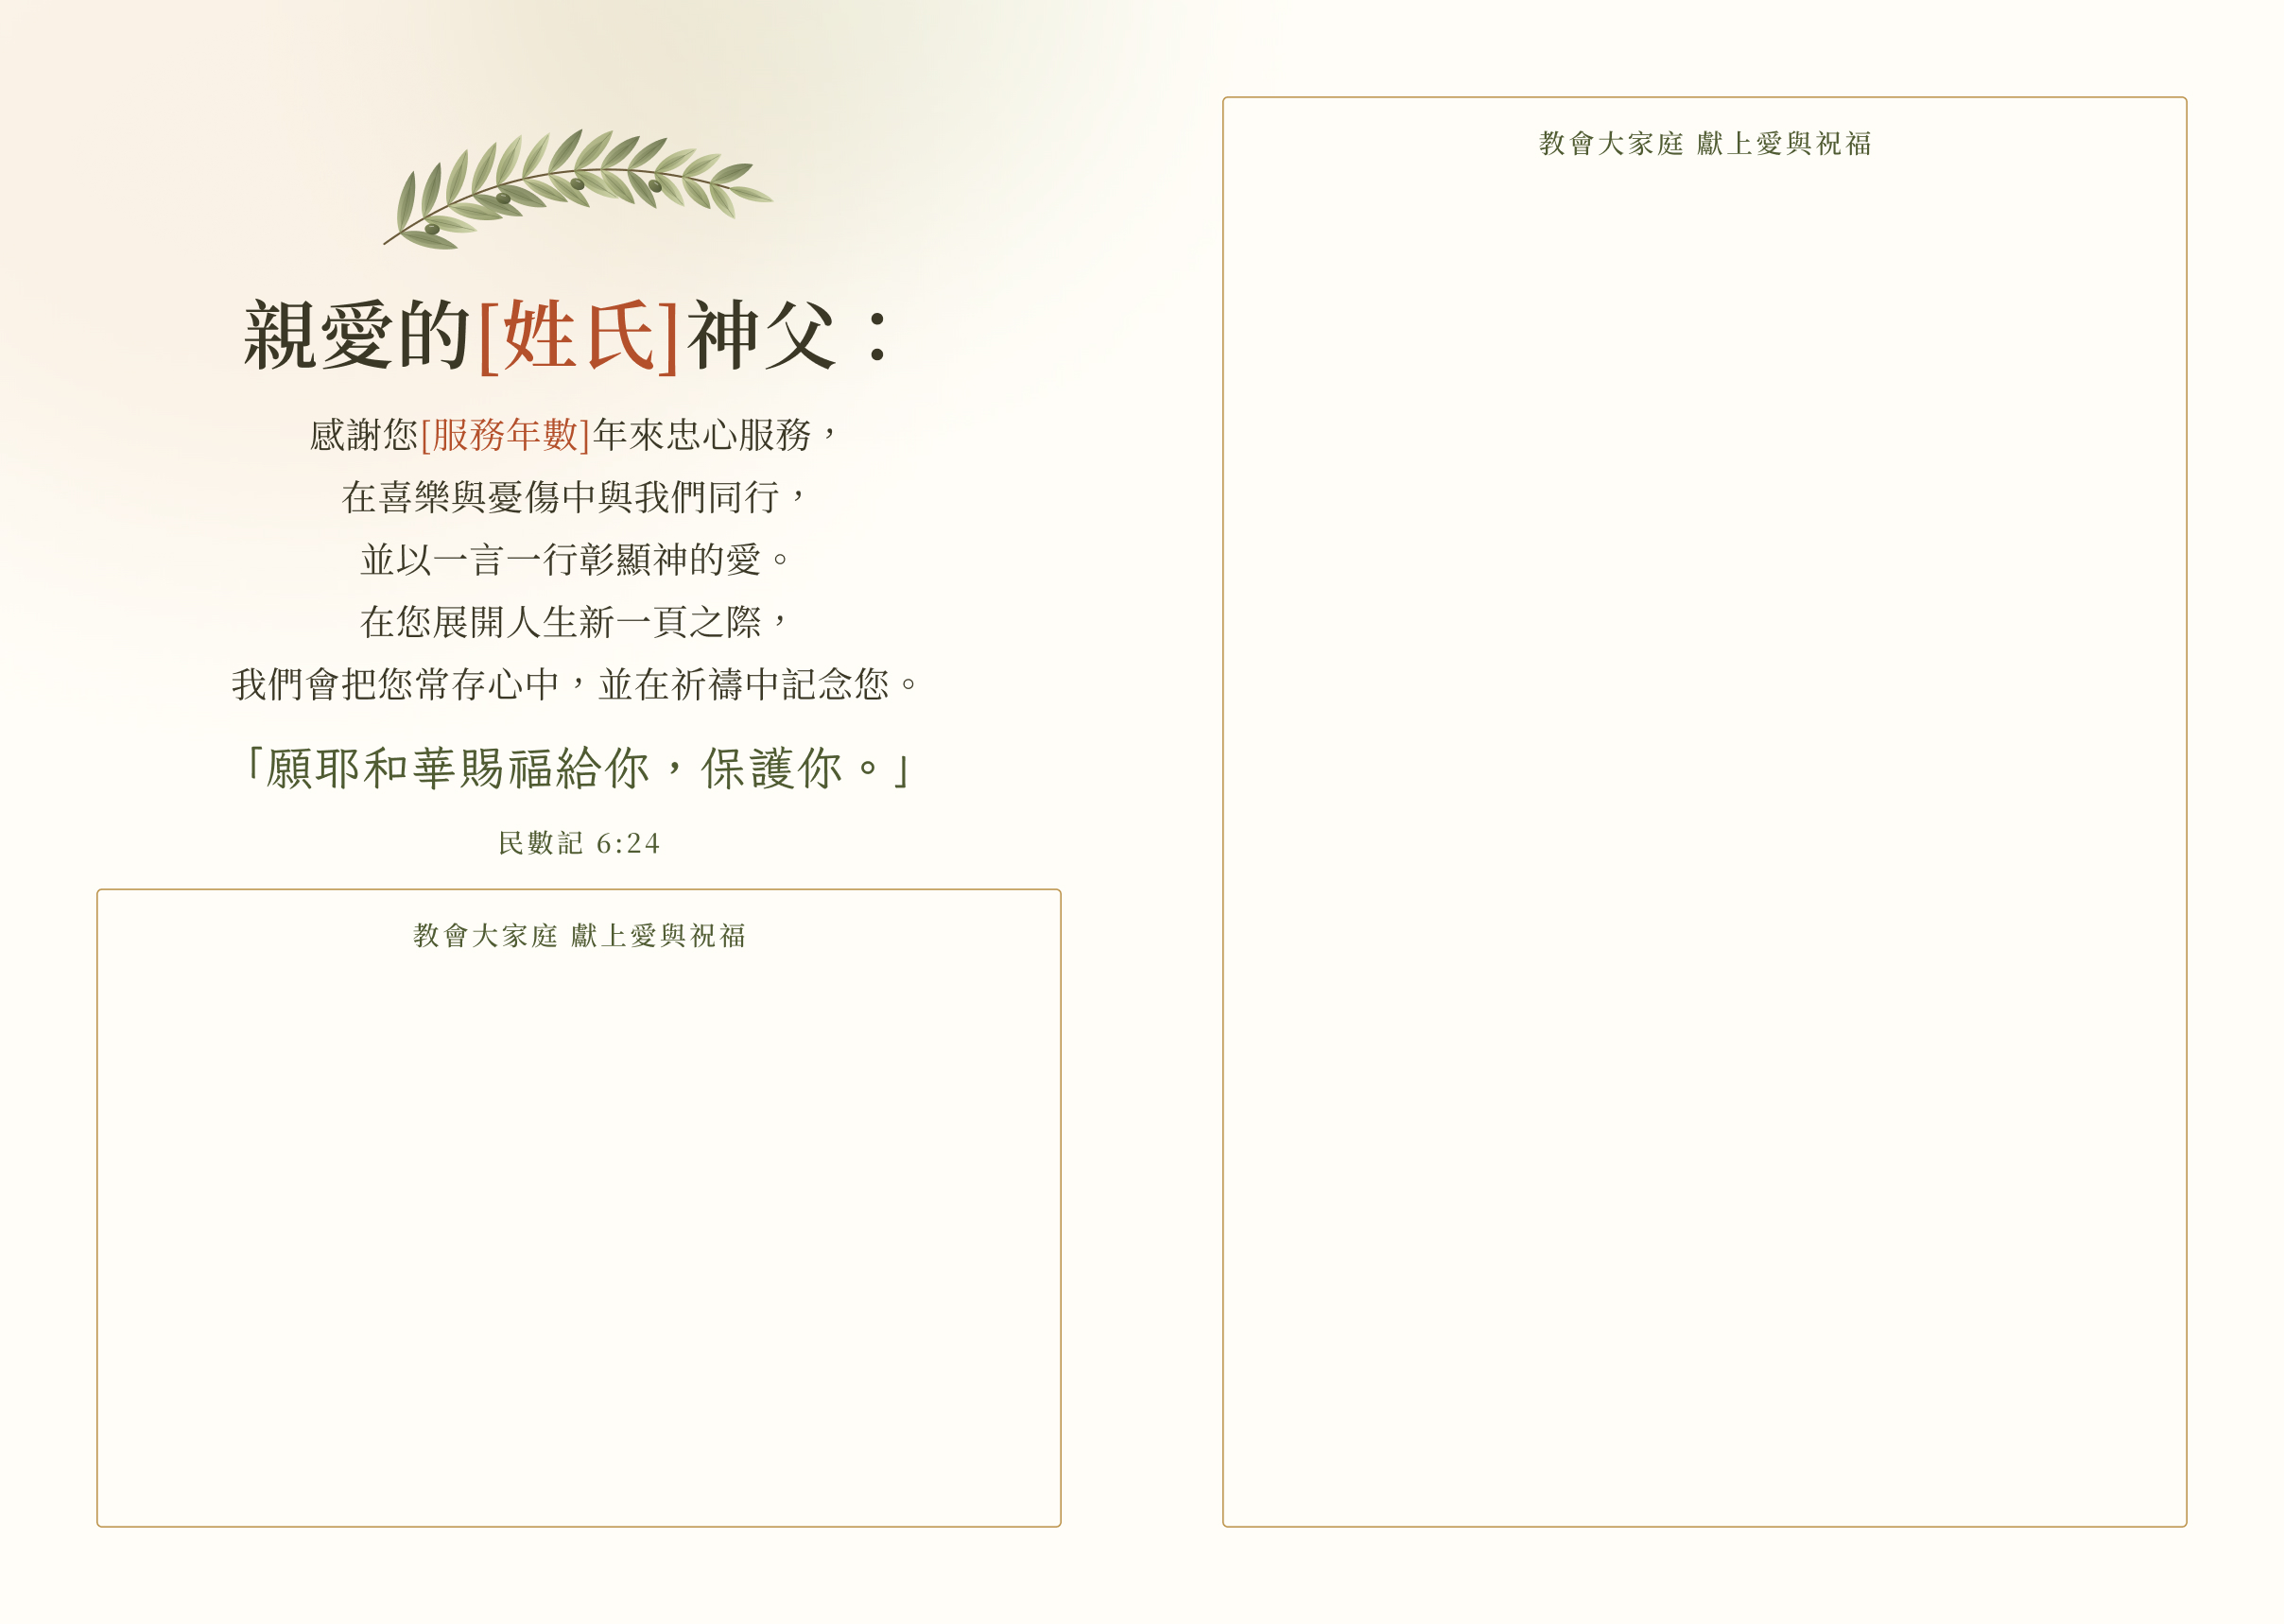 親愛的[姓氏]神父：
感謝您[服務年數]年來忠心服務，
在喜樂與憂傷中與我們同行，
並以一言一行彰顯神的愛。
在您展開人生新一頁之際，
我們會把您常存心中，並在祈禱中記念您。
「願耶和華賜福給你，保護你。」
民數記 6:24
教會大家庭 獻上愛與祝福
教會大家庭 獻上愛與祝福